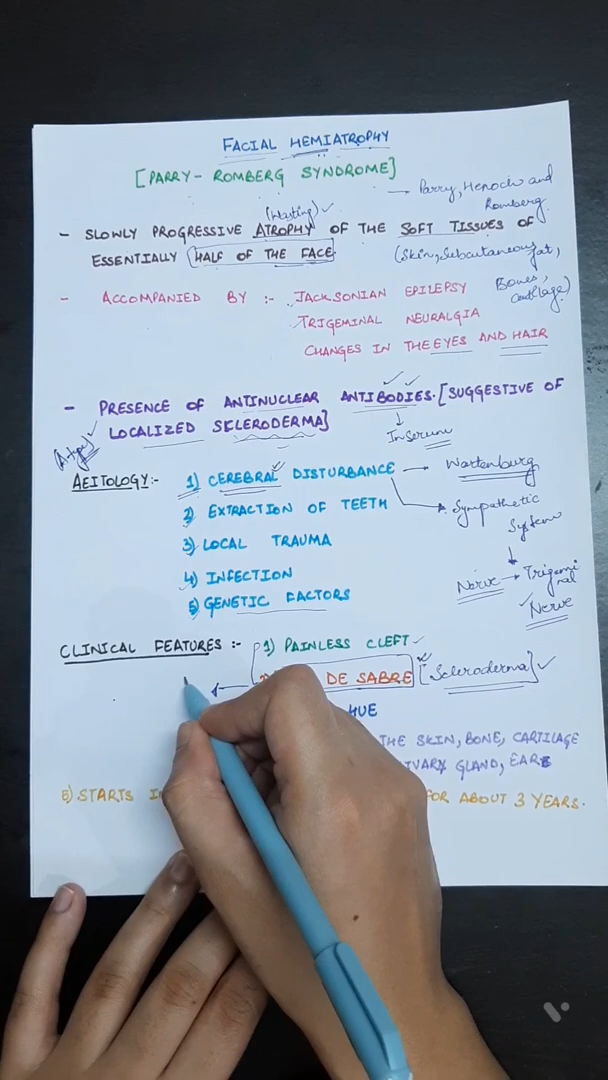 FACIAL HEMIATROPHY
[PARRY-ROMBERG SYNDROME]
→ Parry, Henoch and
Romberg
(Wasting)
- SLOWLY PROGRESSIVE ATROPHY OF THE SOFT TISSUES OF
ESSENTIALLY HALF OF THE FACE
(Skin, Subcutaneous fat,
Bones,
cartilage)
- ACCOMPANIED BY :- JACKSONIAN EPILEPSY
TRIGEMINAL NEURALGIA
CHANGES IN THE EYES AND HAIR
- PRESENCE OF ANTINUCLEAR ANTIBODIES. [SUGGESTIVE OF
LOCALIZED SCLERODERMA]
In serum
AEITOLOGY:-
1) CEREBRAL DISTURBANCE → Wartenburg
2) EXTRACTION OF TEETH
Sympathetic
System
3) LOCAL TRAUMA
4) INFECTION
Nerve → Trigemi
nal
Nerve
5) GENETIC FACTORS
CLINICAL FEATURES :- 1) PAINLESS CLEFT
DE SABRE [Scleroderma]
HUE
THE SKIN, BONE, CARTILAGE
GLAND, EARS
5) STARTS FOR ABOUT 3 YEARS.